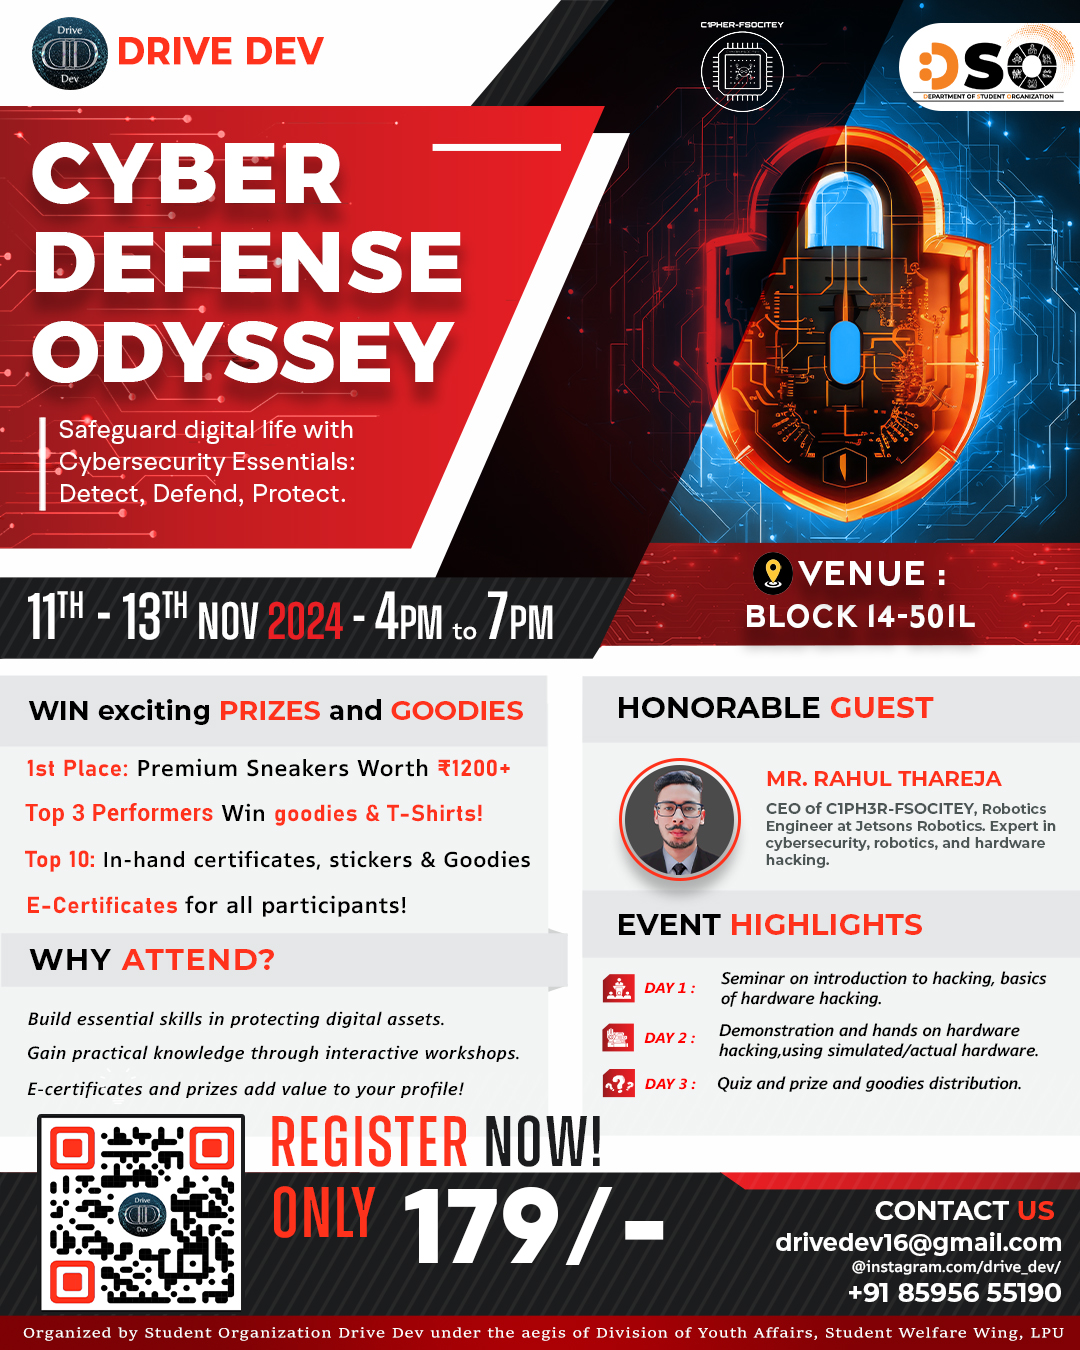 Drive
Dev
DRIVE DEV
C1PHER-FSOCITEY
DSO
DEPARTMENT OF STUDENT ORGANIZATION
CYBER
DEFENSE
ODYSSEY
Safeguard digital life with
Cybersecurity Essentials:
Detect, Defend, Protect.
VENUE :
BLOCK 14-501L
11TH - 13TH NOV 2024 - 4PM to 7PM
WIN exciting PRIZES and GOODIES
1st Place: Premium Sneakers Worth ₹1200+
Top 3 Performers Win goodies & T-Shirts!
Top 10: In-hand certificates, stickers & Goodies
E-Certificates for all participants!
WHY ATTEND?
Build essential skills in protecting digital assets.
Gain practical knowledge through interactive workshops.
E-certificates and prizes add value to your profile!
HONORABLE GUEST
MR. RAHUL THAREJA
CEO of C1PH3R-FSOCITEY, Robotics
Engineer at Jetsons Robotics. Expert in
cybersecurity, robotics, and hardware
hacking.
EVENT HIGHLIGHTS
DAY 1 : Seminar on introduction to hacking, basics
of hardware hacking.
DAY 2 : Demonstration and hands on hardware
hacking,using simulated/actual hardware.
DAY 3 : Quiz and prize and goodies distribution.
Drive
Dev
REGISTER NOW!
ONLY 179/-
CONTACT US
drivedev16@gmail.com
@instagram.com/drive_dev/
+91 85956 55190
Organized by Student Organization Drive Dev under the aegis of Division of Youth Affairs, Student Welfare Wing, LPU